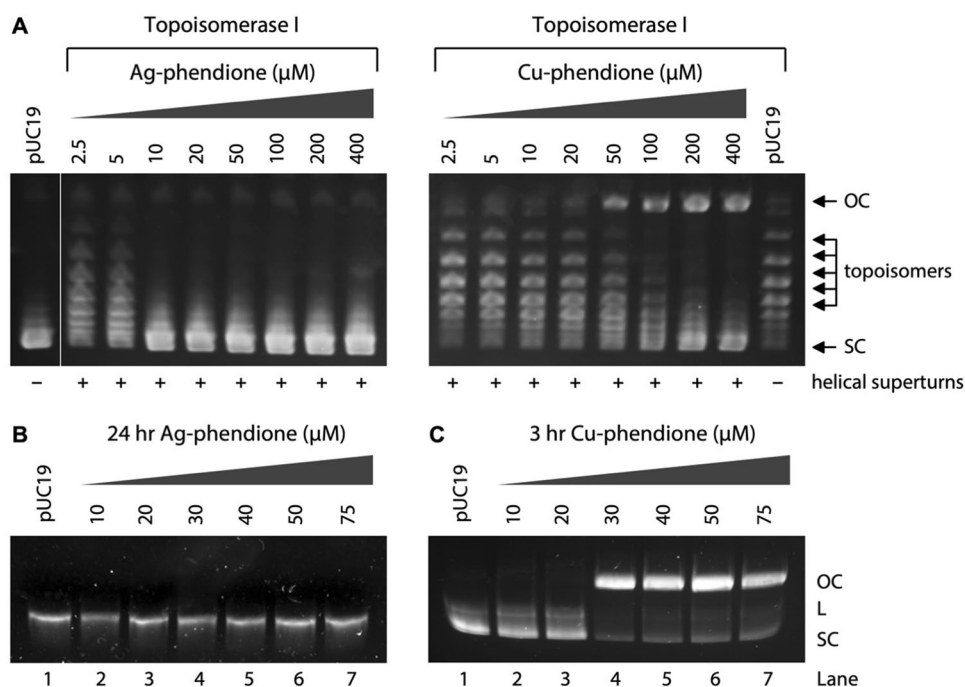 A
Topoisomerase I
Ag-phendione (μM)
pUC19 2.5 5 10 20 50 100 200 400
− + + + + + + + +
Topoisomerase I
Cu-phendione (μM)
2.5 5 10 20 50 100 200 400 pUC19
OC
topoisomers
SC
+ + + + + + + + − helical superturns
B
24 hr Ag-phendione (μM)
pUC19 10 20 30 40 50 75
1 2 3 4 5 6 7
C
3 hr Cu-phendione (μM)
pUC19 10 20 30 40 50 75
OC
L
SC
1 2 3 4 5 6 7 Lane